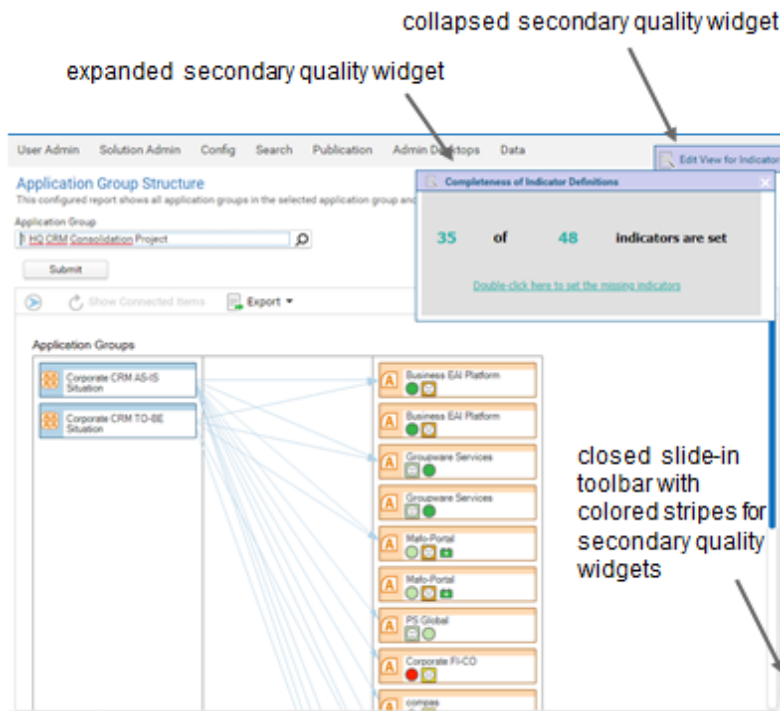 collapsed secondary quality widget
expanded secondary quality widget
User Admin Solution Admin Config Search Publication Admin Desktops Data
Edit View for Indicator
Application Group Structure
This configured report shows all application groups in the selected application group and
Completeness of Indicator Definitions
Application Group
HQ CRM Consolidation Project
35 of 48 indicators are set
Submit
Double-click here to set the missing indicators
Show Connected Items Export
Application Groups
Corporate CRM AS-IS
Situation
Corporate CRM TO-BE
Situation
A Business EAI Platform
A Business EAI Platform
A Groupware Services
A Groupware Services
A Mafo-Portal
A Mafo-Portal
A PS Global
A Corporate FI-CO
A compas
closed slide-in
toolbar with
colored stripes for
secondary quality
widgets